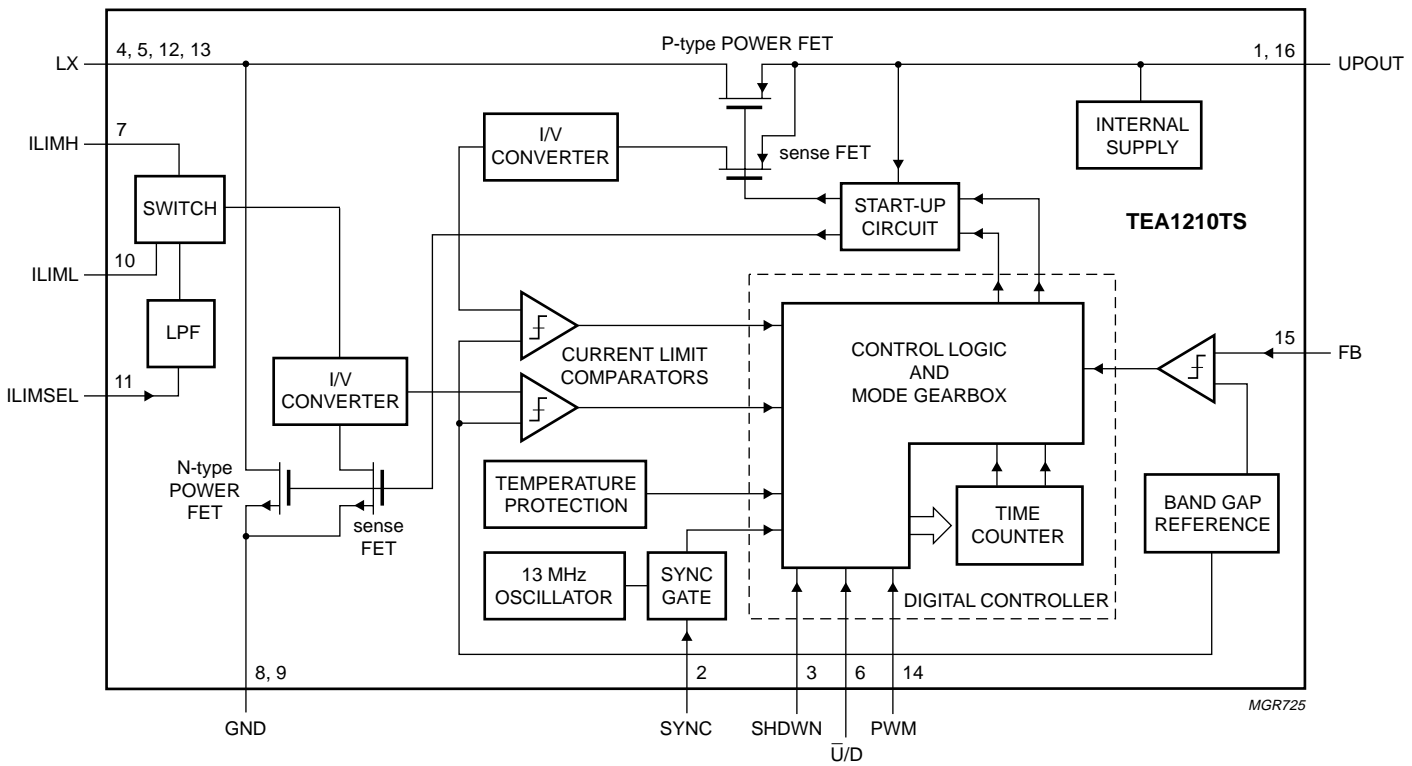 P-type POWER FET
LX
4, 5, 12, 13
1, 16
UPOUT
ILIMH
7
I/V
CONVERTER
sense FET
INTERNAL
SUPPLY
SWITCH
START-UP
CIRCUIT
TEA1210TS
ILIML
10
LPF
CURRENT LIMIT
COMPARATORS
CONTROL LOGIC
AND
MODE GEARBOX
15
FB
ILIMSEL
11
I/V
CONVERTER
N-type
POWER
FET
sense
FET
TEMPERATURE
PROTECTION
TIME
COUNTER
BAND GAP
REFERENCE
13 MHz
OSCILLATOR
SYNC
GATE
DIGITAL CONTROLLER
8, 9
2
3
6
14
MGR725
GND
SYNC
SHDWN
U̅/D
PWM